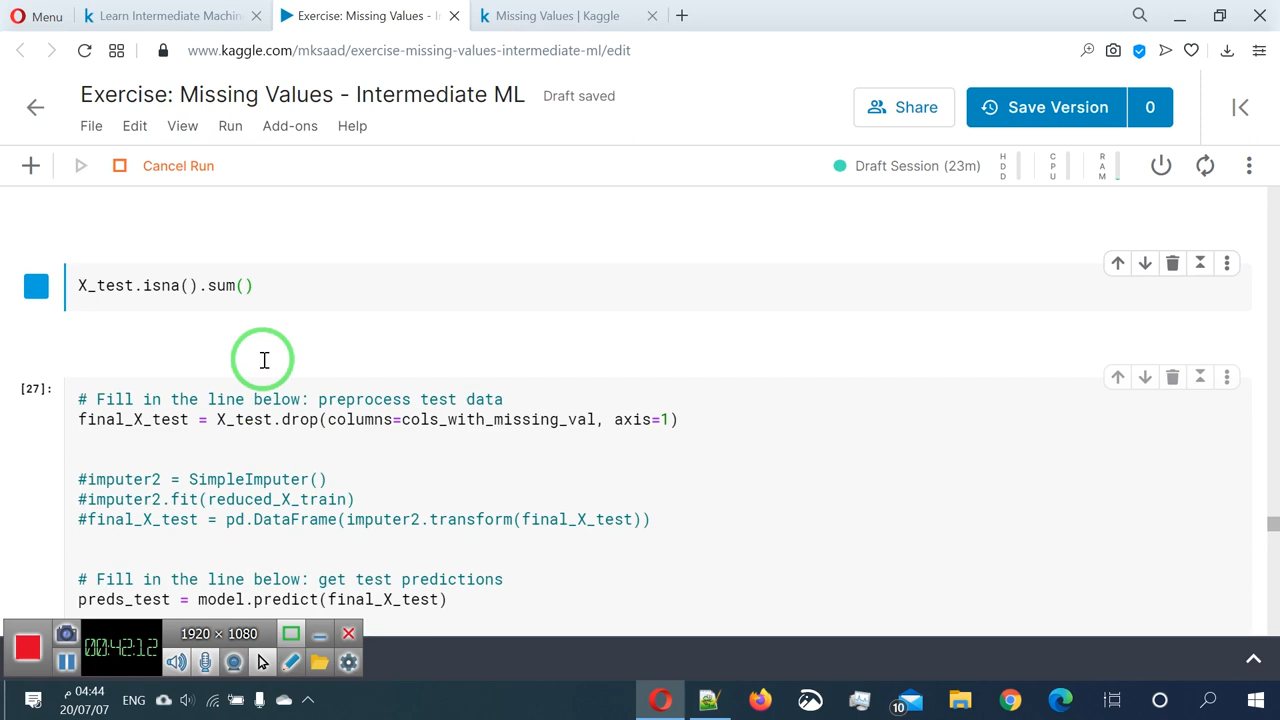 Menu
Learn Intermediate Machin
Exercise: Missing Values - I
Missing Values | Kaggle
www.kaggle.com/mksaad/exercise-missing-values-intermediate-ml/edit
Exercise: Missing Values - Intermediate ML
Draft saved
Share
Save Version
0
File Edit View Run Add-ons Help
Cancel Run
Draft Session (23m)
HDD
CPU
RAM
X_test.isna().sum()
[27]:
# Fill in the line below: preprocess test data
final_X_test = X_test.drop(columns=cols_with_missing_val, axis=1)
#imputer2 = SimpleImputer()
#imputer2.fit(reduced_X_train)
#final_X_test = pd.DataFrame(imputer2.transform(final_X_test))
# Fill in the line below: get test predictions
preds_test = model.predict(final_X_test)
00:42:12
1920 × 1080
04:44 م
20/07/07
ENG
10